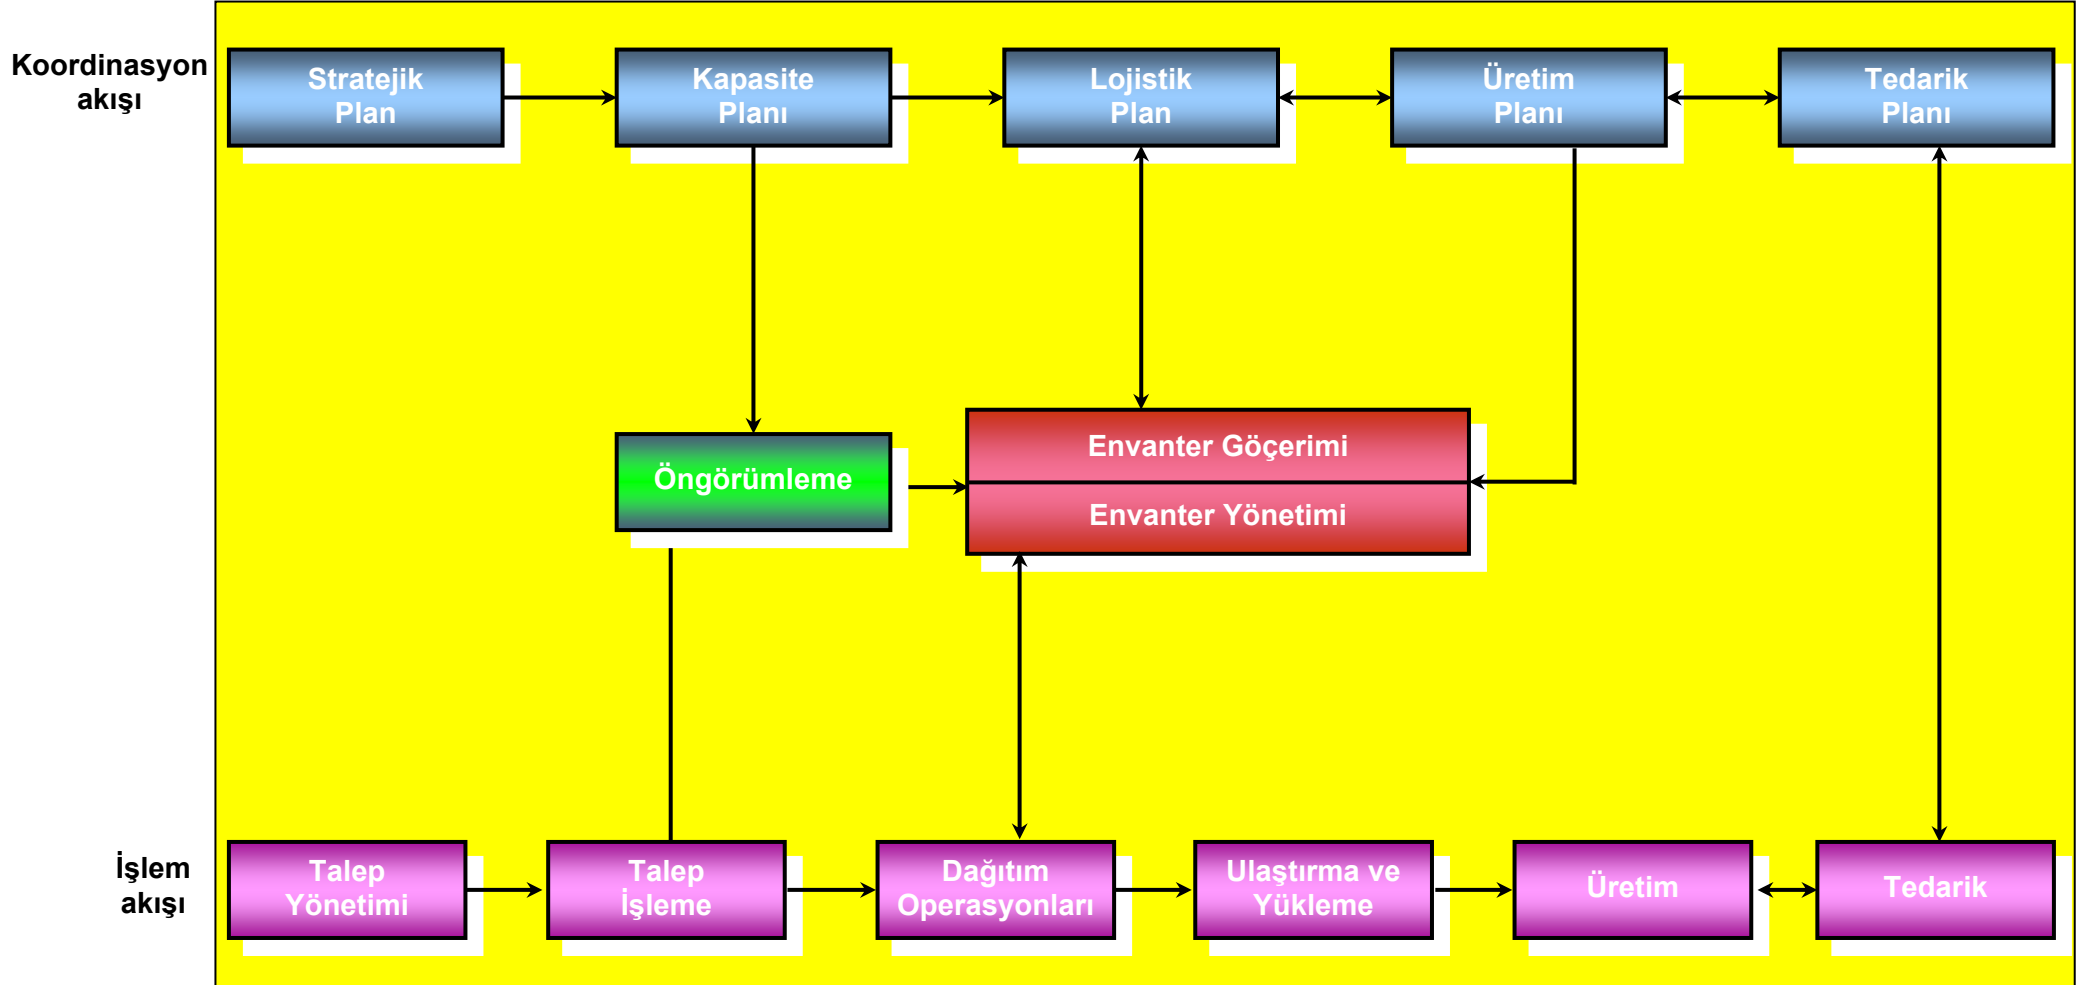 Koordinasyon
akışı
Stratejik
Plan
Kapasite
Planı
Lojistik
Plan
Üretim
Planı
Tedarik
Planı
Öngörümleme
Envanter Göçerimi
Envanter Yönetimi
İşlem
akışı
Talep
Yönetimi
Talep
İşleme
Dağıtım
Operasyonları
Ulaştırma ve
Yükleme
Üretim
Tedarik